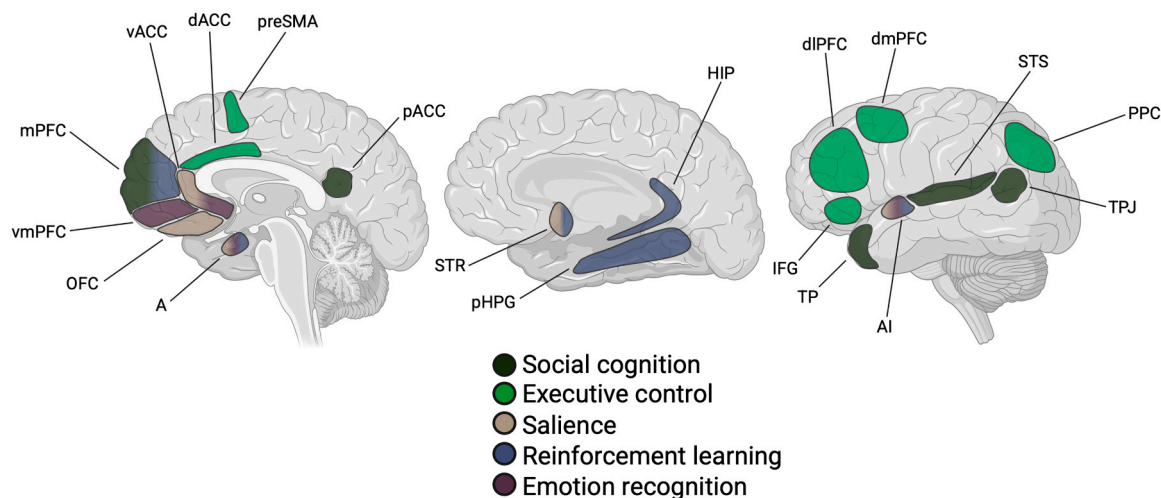 vACC
dACC
preSMA
mPFC
pACC
vmPFC
OFC
A
HIP
STR
pHPG
dlPFC
dmPFC
STS
PPC
TPJ
IFG
TP
AI
Social cognition
Executive control
Salience
Reinforcement learning
Emotion recognition